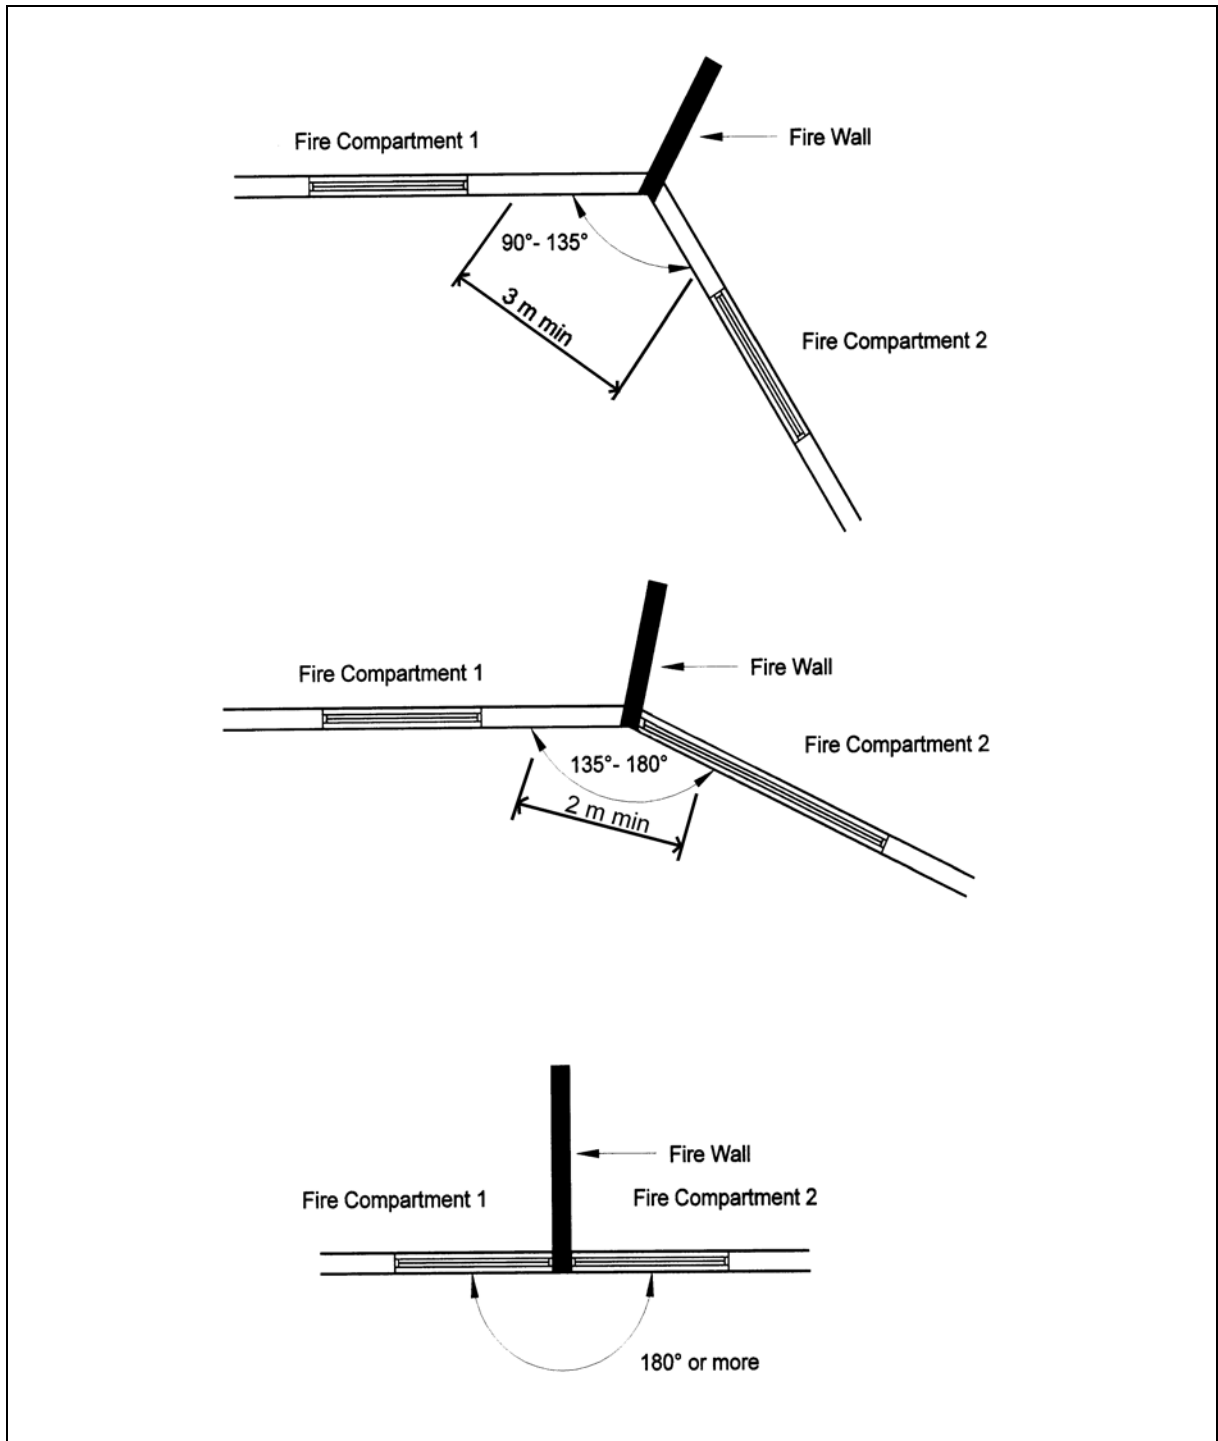 Fire Wall
Fire Compartment 1
90°- 135°
3 m min
Fire Compartment 2
Fire Wall
Fire Compartment 1
Fire Compartment 2
135°- 180°
2 m min
Fire Wall
Fire Compartment 1
Fire Compartment 2
180° or more